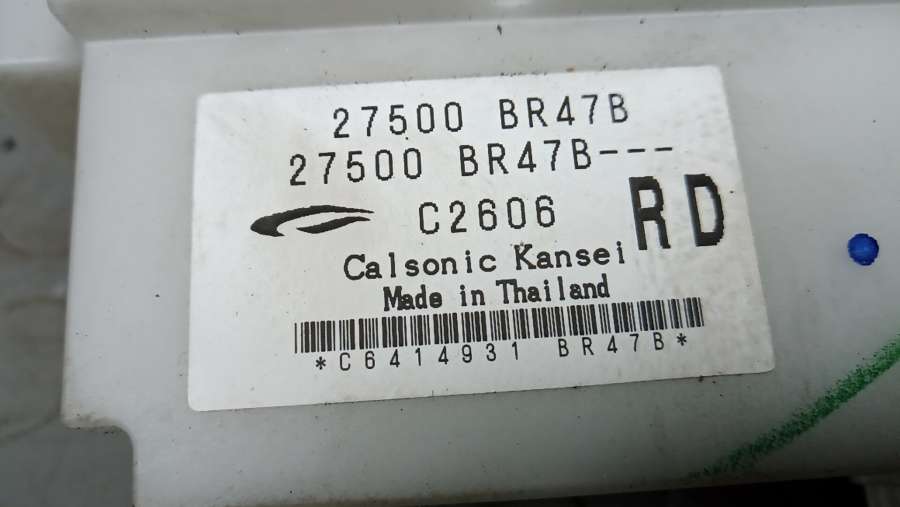 27500 BR47B
27500 BR47B---
C2606
RD
Calsonic Kansei
Made in Thailand
*C6414931 BR47B*